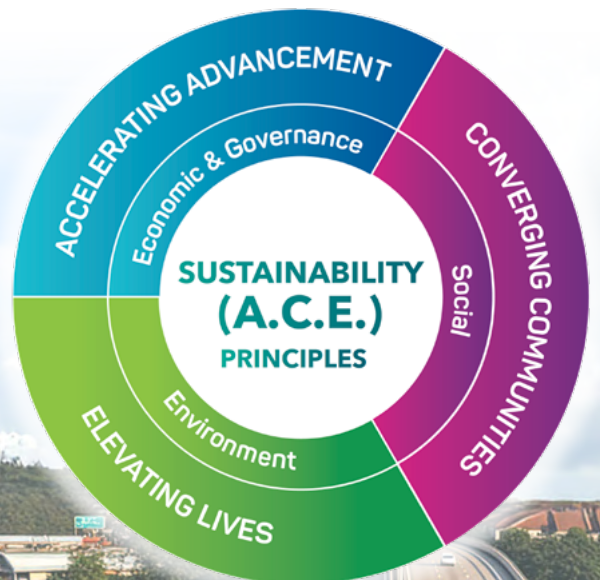 ACCELERATING ADVANCEMENT
Economic & Governance
CONVERGING COMMUNITIES
Social
SUSTAINABILITY
(A.C.E.)
PRINCIPLES
Environment
ELEVATING LIVES